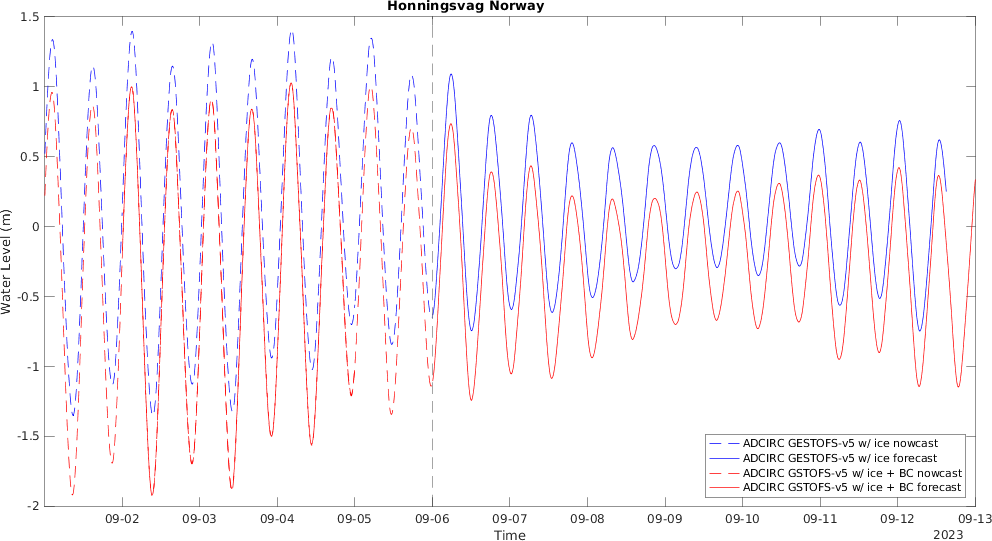 Honningsvag Norway
1.5
1
0.5
0
-0.5
-1
-1.5
-2
Water Level (m)
09-02 09-03 09-04 09-05 09-06 09-07 09-08 09-09 09-10 09-11 09-12 09-13
Time
2023
ADCIRC GESTOFS-v5 w/ ice nowcast
ADCIRC GESTOFS-v5 w/ ice forecast
ADCIRC GSTOFS-v5 w/ ice + BC nowcast
ADCIRC GSTOFS-v5 w/ ice + BC forecast